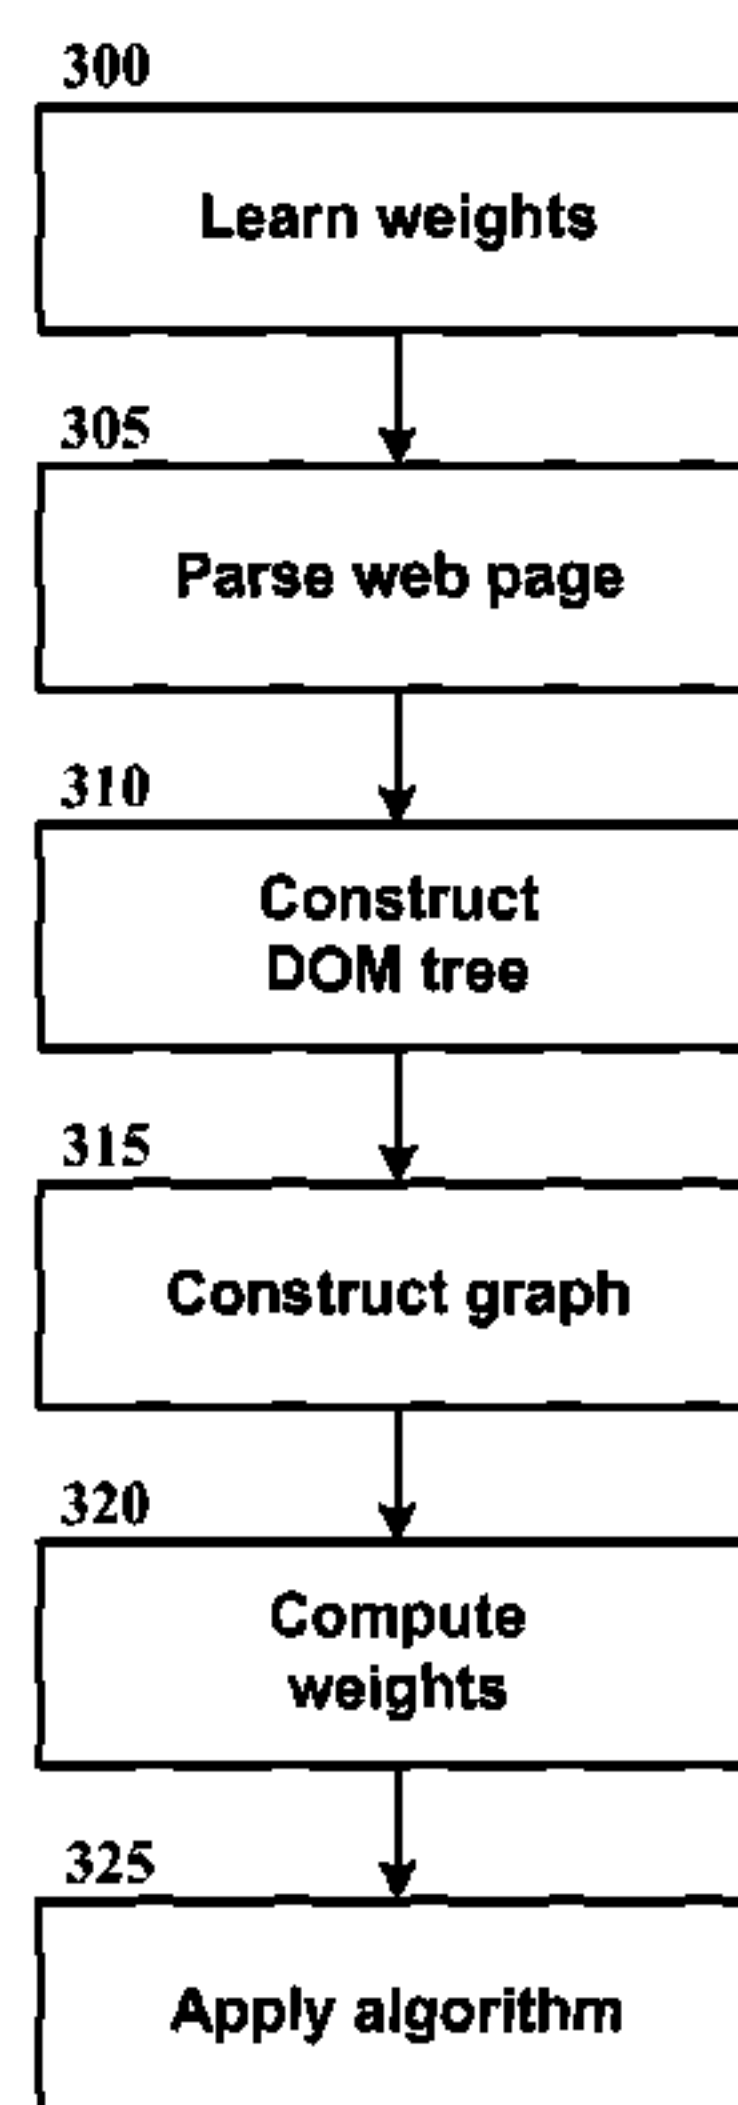 300
Learn weights
305
Parse web page
310
Construct
DOM tree
315
Construct graph
320
Compute
weights
325
Apply algorithm